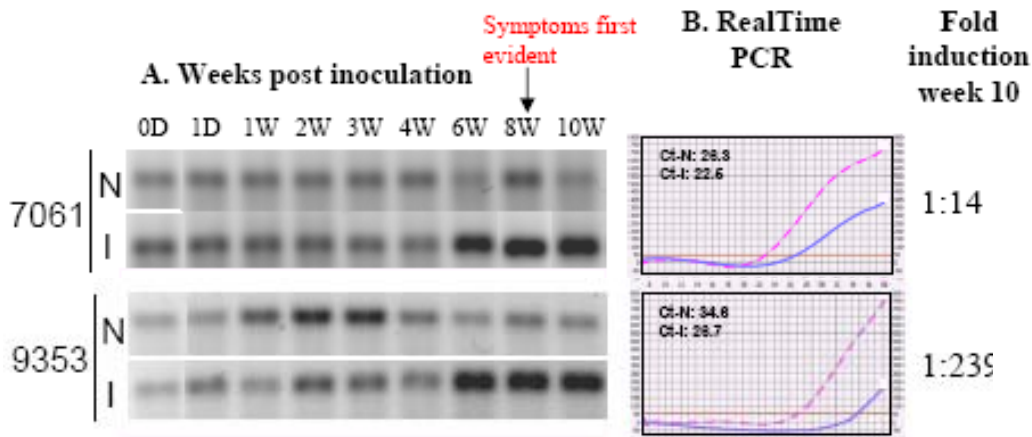 Symptoms first
evident
B. RealTime
PCR
Fold
induction
week 10
A. Weeks post inoculation
0D 1D 1W 2W 3W 4W 6W 8W 10W
7061
N
I
Ct-N: 26.3
Ct-I: 22.5
1:14
9353
N
I
Ct-N: 34.6
Ct-I: 26.7
1:239